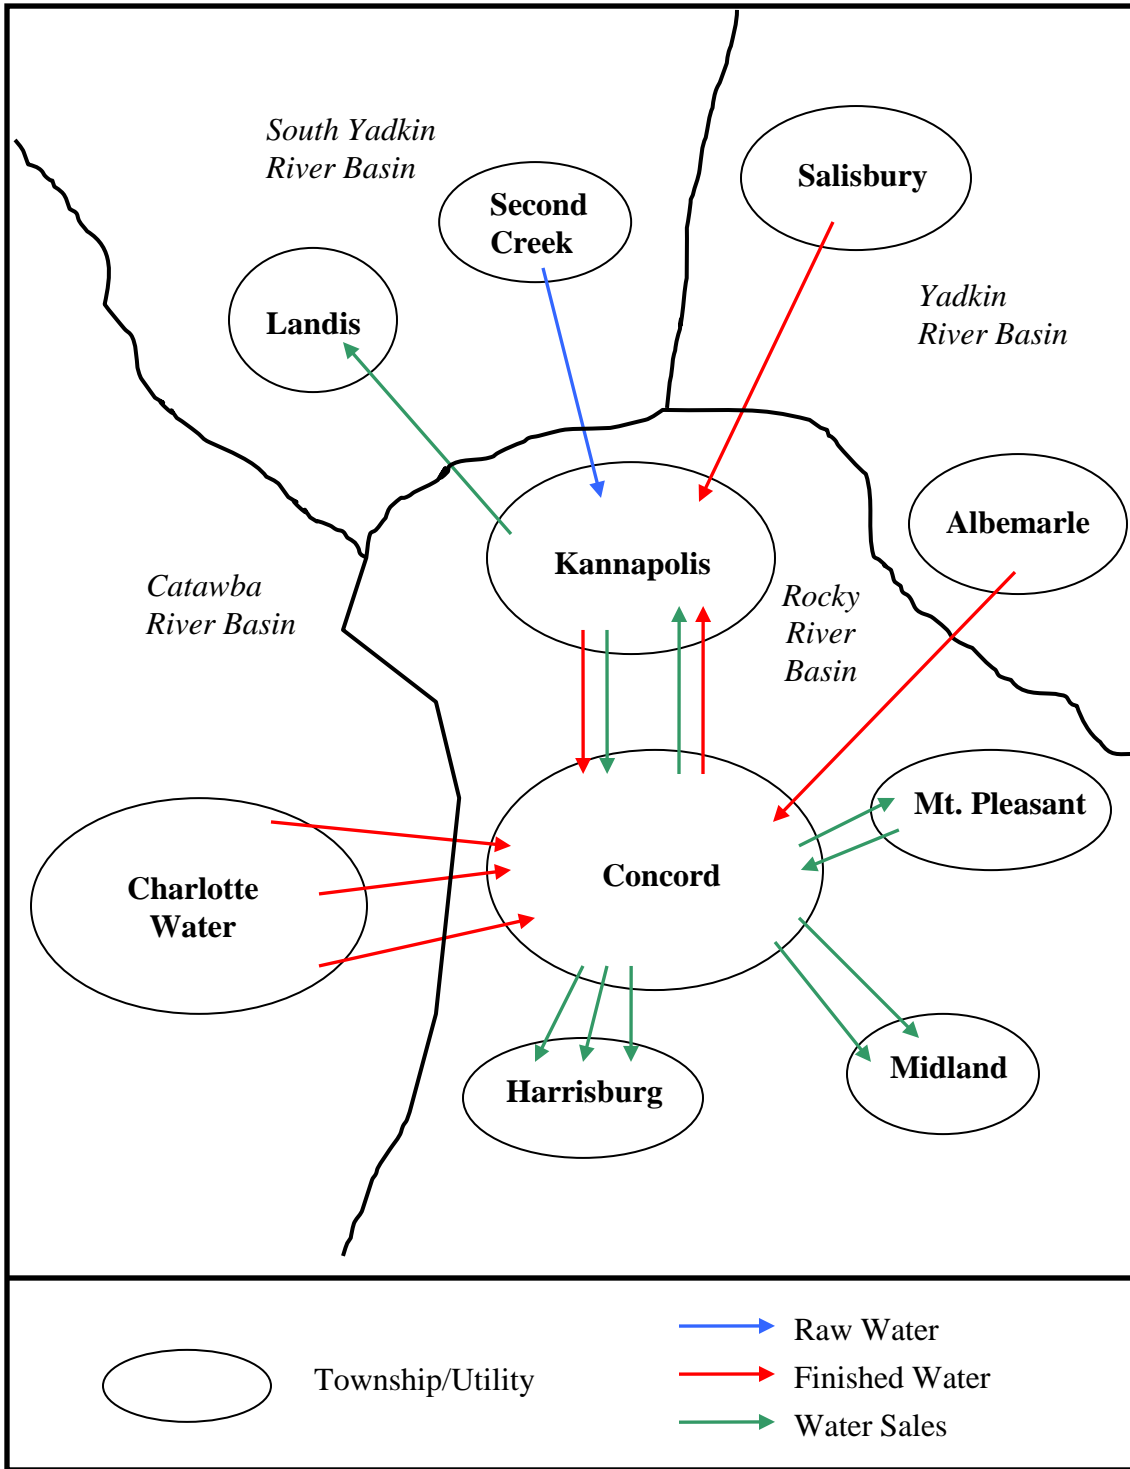 South Yadkin
River Basin
Second
Creek
Salisbury
Landis
Yadkin
River Basin
Albemarle
Kannapolis
Catawba
River Basin
Rocky
River
Basin
Mt. Pleasant
Charlotte
Water
Concord
Harrisburg
Midland
Township/Utility
Raw Water
Finished Water
Water Sales